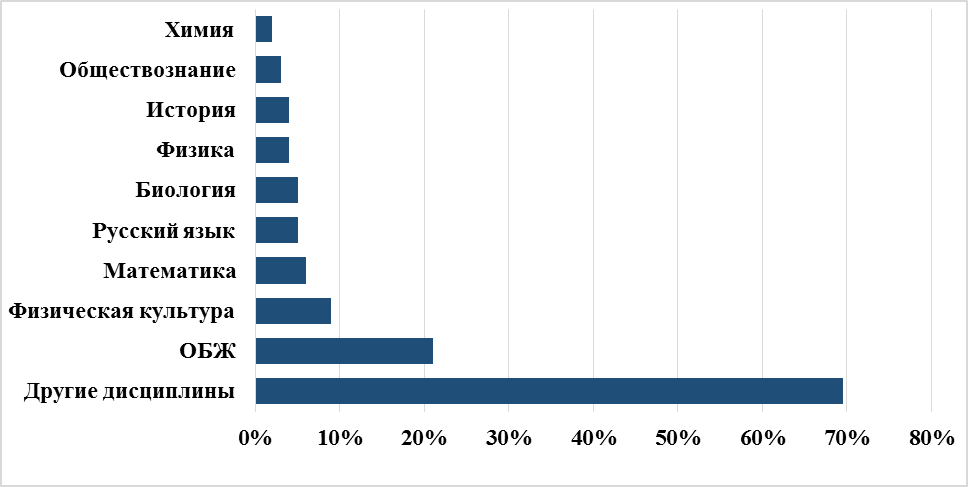 Химия
Обществознание
История
Физика
Биология
Русский язык
Математика
Физическая культура
ОБЖ
Другие дисциплины
0% 10% 20% 30% 40% 50% 60% 70% 80%